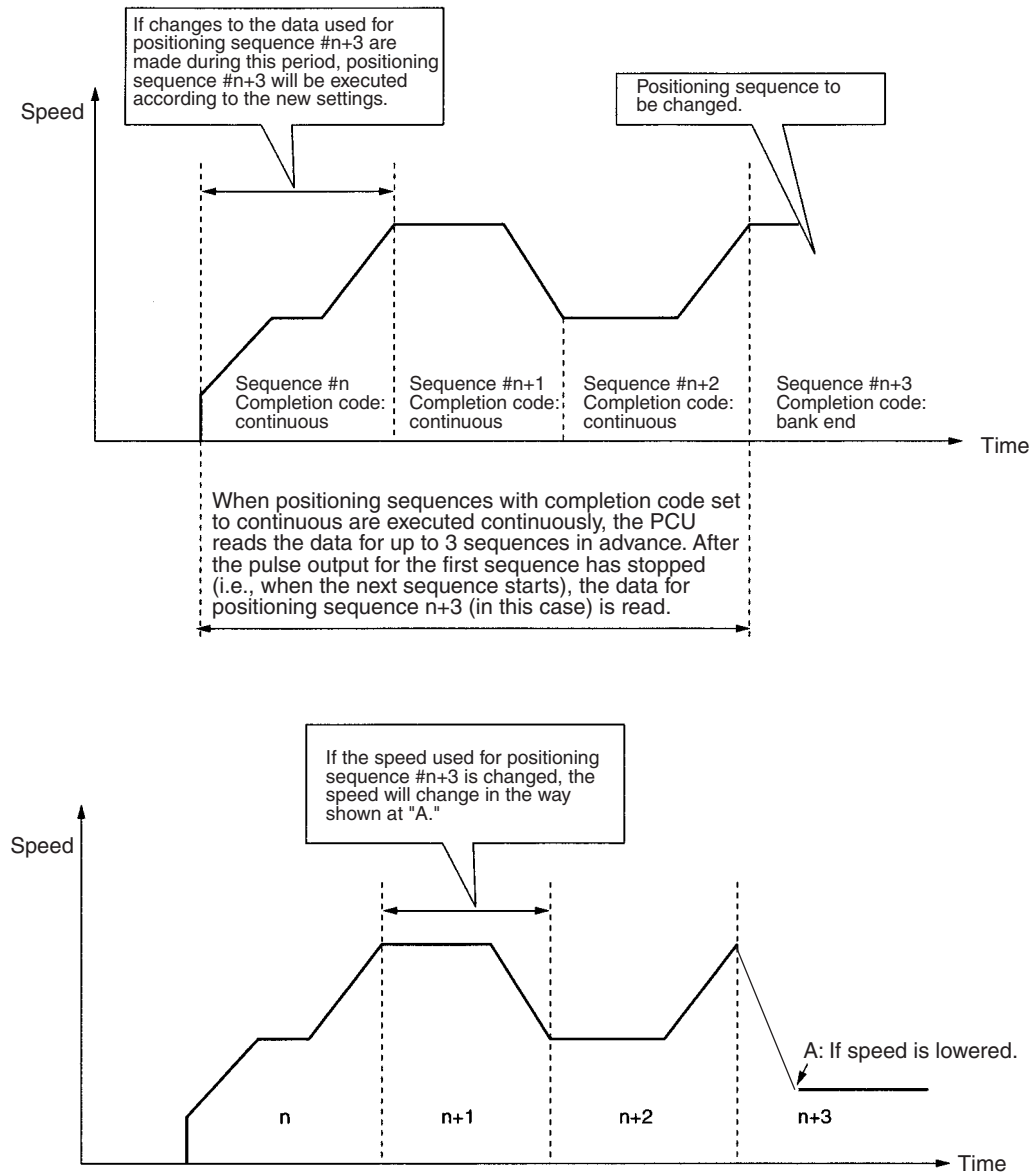 If changes to the data used for
positioning sequence #n+3 are
made during this period, positioning
sequence #n+3 will be executed
according to the new settings.
Positioning sequence to
be changed.
Speed
Sequence #n
Completion code:
continuous
Sequence #n+1
Completion code:
continuous
Sequence #n+2
Completion code:
continuous
Sequence #n+3
Completion code:
bank end
Time
When positioning sequences with completion code set
to continuous are executed continuously, the PCU
reads the data for up to 3 sequences in advance. After
the pulse output for the first sequence has stopped
(i.e., when the next sequence starts), the data for
positioning sequence n+3 (in this case) is read.
If the speed used for positioning
sequence #n+3 is changed, the
speed will change in the way
shown at "A."
Speed
A: If speed is lowered.
n
n+1
n+2
n+3
Time